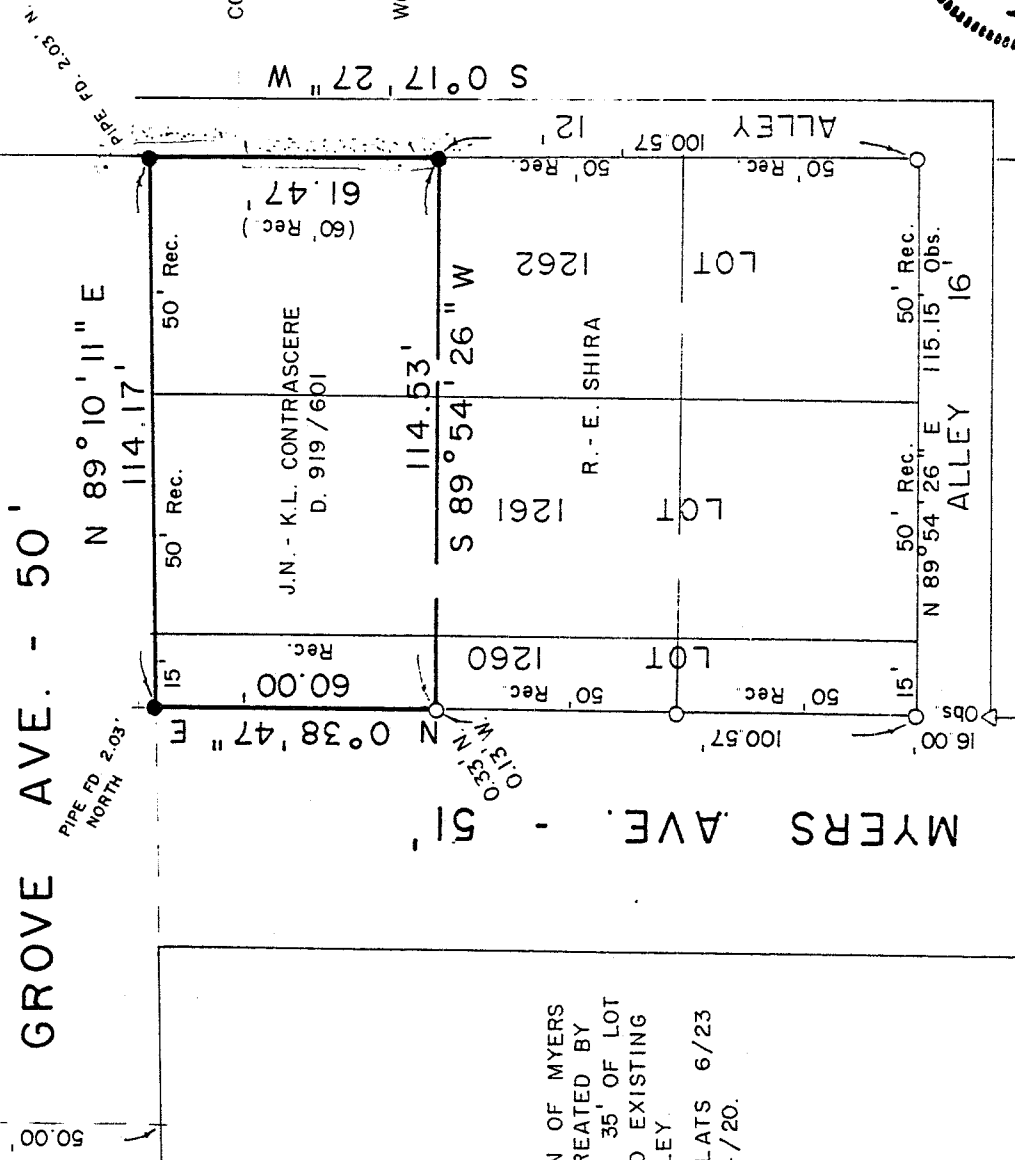 PIPE FD. 2.03' N.
S 0°17'27" W
ALLEY 12'
100.57'
50' Rec.
50' Rec.
61.47'
(60' Rec.)
50' Rec.
50' Rec.
15'
N 89°10'11" E
114.17'
GROVE AVE. - 50'
J.N. - K.L. CONTRASCERE
D. 919/601
114.53'
S 89°54'26" W
LOT 1262
R. - E. SHIRA
LOT 1261
LOT 1260
50' Rec.
50' Rec.
15'
N 89°54'26" E 115.15' Obs.
ALLEY 16'
60.00'
Rec.
50' Rec.
50' Rec.
N 0°38'47" E
0.33' N.
0.13' W.
100.57'
16.00'
Obs.
PIPE FD 2.03'
NORTH
MYERS AVE. - 51'
50.00'
OF MYERS
BY
35' OF LOT
EXISTING
6/23